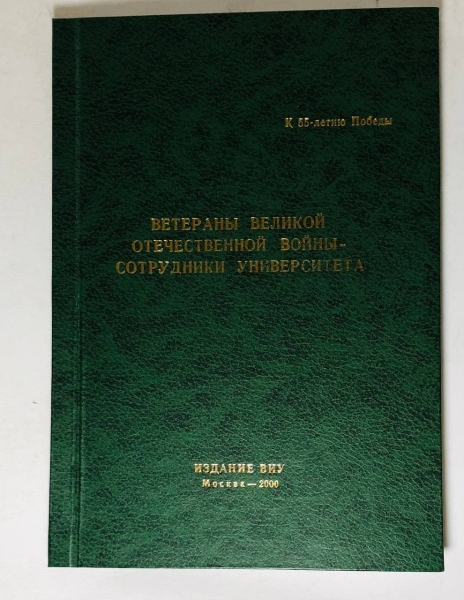 К 55-летию Победы
ВЕТЕРАНЫ ВЕЛИКОЙ
ОТЕЧЕСТВЕННОЙ ВОЙНЫ-
СОТРУДНИКИ УНИВЕРСИТЕТА
ИЗДАНИЕ ВИУ
Москва—2000